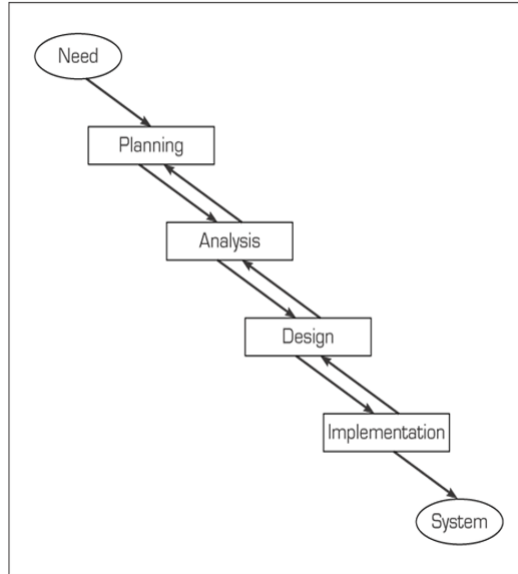 Need
Planning
Analysis
Design
Implementation
System